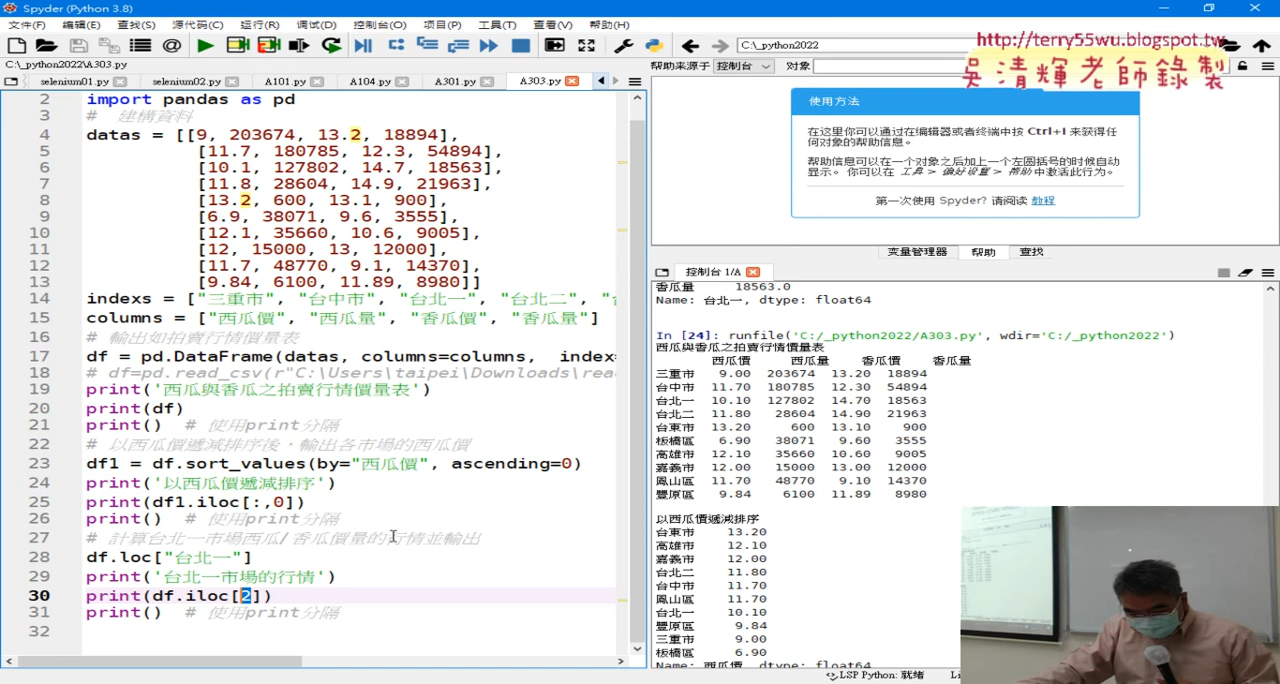 Spyder (Python 3.8)
文件(F) 编辑(E) 查找(S) 源代码(C) 运行(R) 调试(D) 控制台(O) 项目(P) 工具(T) 查看(V) 帮助(H)
C:\_python2022
http://terry55wu.blogspot.tw
吳清輝老師錄製
C:\_python2022\A303.py
帮助来源于 控制台 对象
selenium01.py selenium02.py A101.py A104.py A301.py A303.py
2 import pandas as pd
3 # 建構資料
4 datas = [[9, 203674, 13.2, 18894],
5 [11.7, 180785, 12.3, 54894],
6 [10.1, 127802, 14.7, 18563],
7 [11.8, 28604, 14.9, 21963],
8 [13.2, 600, 13.1, 900],
9 [6.9, 38071, 9.6, 3555],
10 [12.1, 35660, 10.6, 9005],
11 [12, 15000, 13, 12000],
12 [11.7, 48770, 9.1, 14370],
13 [9.84, 6100, 11.89, 8980]]
14 indexs = ["三重市", "台中市", "台北一", "台北二", "
15 columns = ["西瓜價", "西瓜量", "香瓜價", "香瓜量"]
16 # 輸出如拍賣行情價量表
17 df = pd.DataFrame(datas, columns=columns, index=
18 # df=pd.read_csv(r"C:\Users\taipei\Downloads\rea
19 print('西瓜與香瓜之拍賣行情價量表')
20 print(df)
21 print() # 使用print分隔
22 # 以西瓜價遞減排序後，輸出各市場的西瓜價
23 df1 = df.sort_values(by="西瓜價", ascending=0)
24 print('以西瓜價遞減排序')
25 print(df1.iloc[:,0])
26 print() # 使用print分隔
27 # 計算台北一市場西瓜/香瓜價量的行情並輸出
28 df.loc["台北一"]
29 print('台北一市場的行情')
30 print(df.iloc[2])
31 print() # 使用print分隔
32
使用方法
在这里你可以通过在编辑器或者终端中按 Ctrl+I 来获得任
何对象的帮助信息。
帮助信息可以在一个对象之后加上一个左圆括号的时候自动
显示。 你可以在 工具 > 偏好设置 > 帮助 中激活此行为。
第一次使用 Spyder? 请阅读 教程
变量管理器 帮助 查找
控制台 1/A
香瓜量 18563.0
Name: 台北一, dtype: float64
In [24]: runfile('C:/_python2022/A303.py', wdir='C:/_python2022')
西瓜與香瓜之拍賣行情價量表
西瓜價 西瓜量 香瓜價 香瓜量
三重市 9.00 203674 13.20 18894
台中市 11.70 180785 12.30 54894
台北一 10.10 127802 14.70 18563
台北二 11.80 28604 14.90 21963
台東市 13.20 600 13.10 900
板橋區 6.90 38071 9.60 3555
高雄市 12.10 35660 10.60 9005
嘉義市 12.00 15000 13.00 12000
鳳山區 11.70 48770 9.10 14370
豐原區 9.84 6100 11.89 8980
以西瓜價遞減排序
台東市 13.20
高雄市 12.10
嘉義市 12.00
台北二 11.80
台中市 11.70
鳳山區 11.70
台北一 10.10
豐原區 9.84
三重市 9.00
板橋區 6.90
Name: 西瓜價, dtype: float64
LSP Python: 就绪